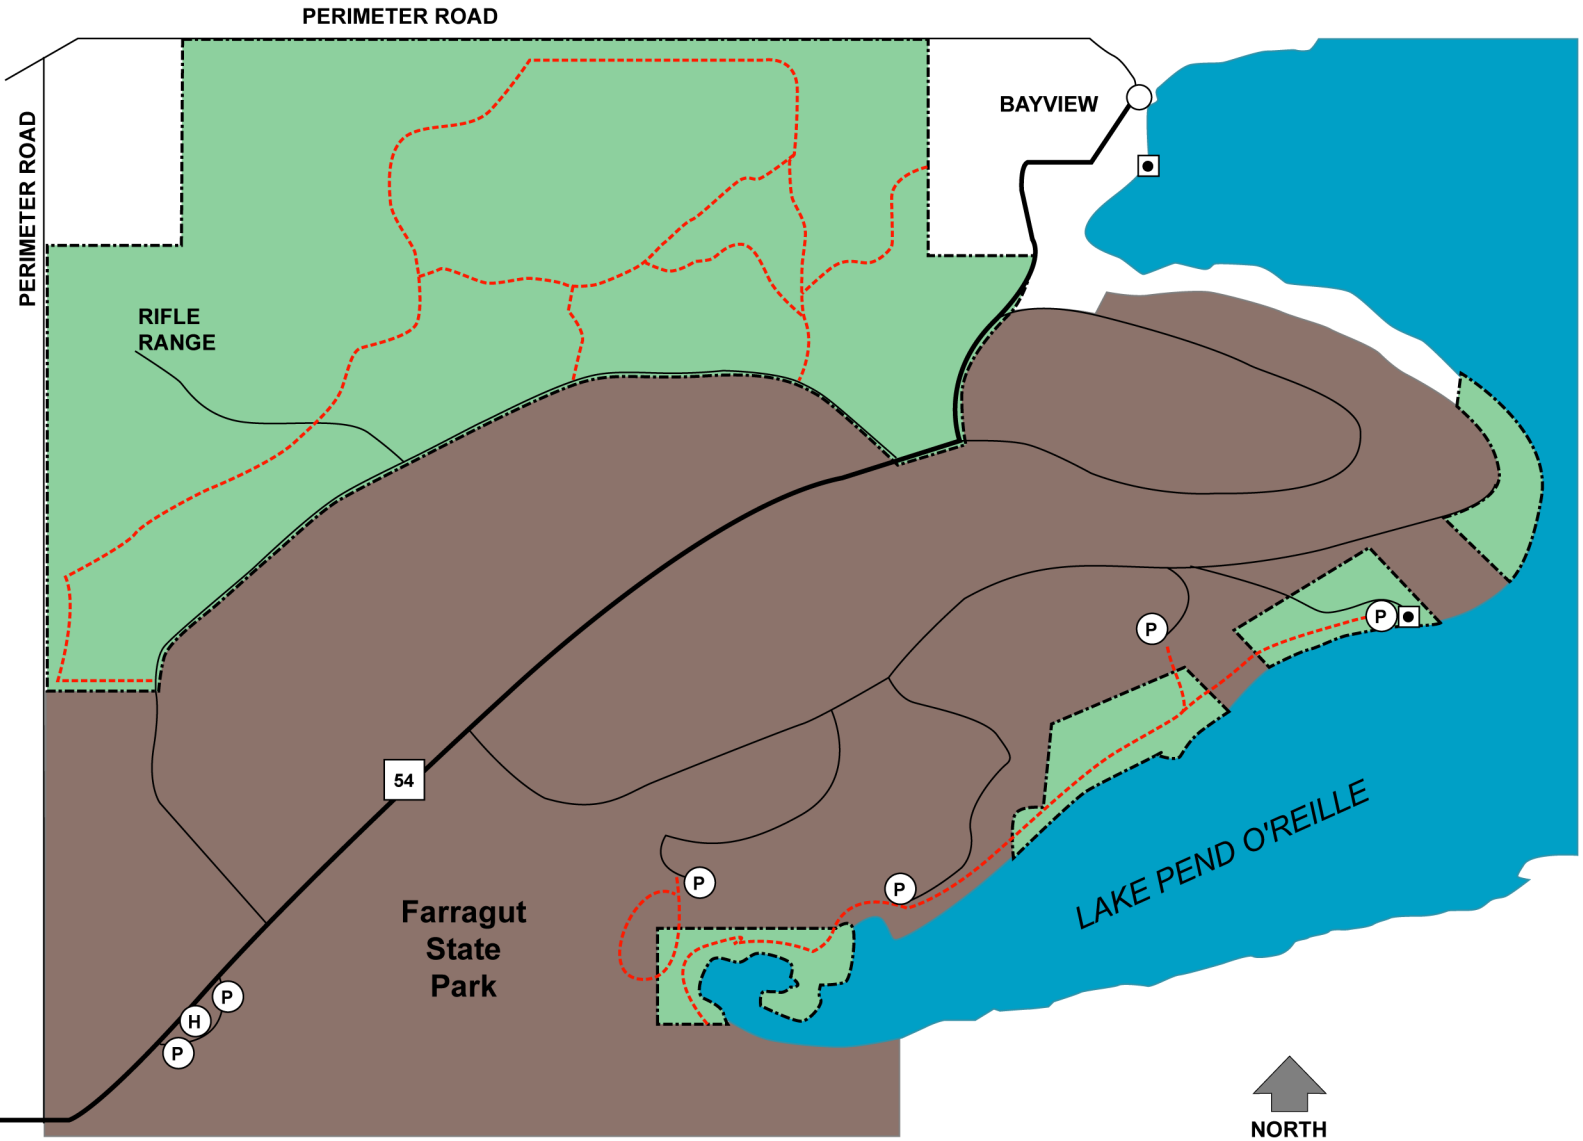 PERIMETER ROAD
PERIMETER ROAD
BAYVIEW
RIFLE
RANGE
P
P
54
LAKE PEND O'REILLE
P
P
Farragut
State
Park
P
H
P
NORTH